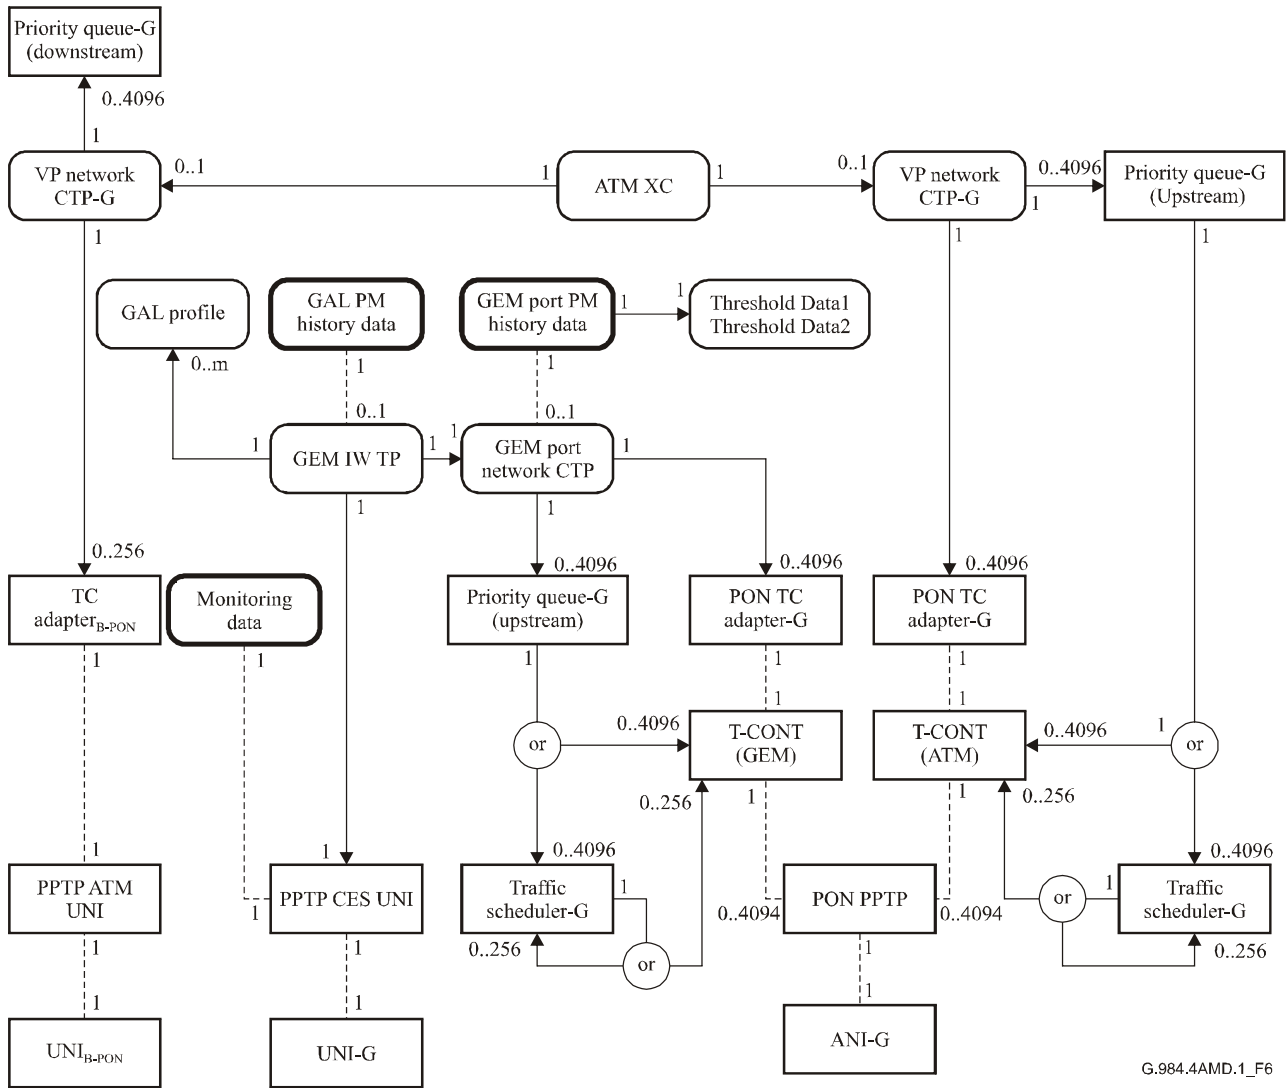 Priority queue-G
(downstream)
0..4096
1
VP network
CTP-G
0..1
1
ATM XC
1
0..1
VP network
CTP-G
0..4096
1
Priority queue-G
(Upstream)
1
1
1
GAL profile
0..m
GAL PM
history data
1
GEM port PM
history data
1
1
1
Threshold Data1
Threshold Data2
0..1
0..1
1
GEM IW TP
1
1
GEM port
network CTP
1
1
1
0..256
0..4096
0..4096
0..4096
TC
adapterB-PON
Monitoring
data
Priority queue-G
(upstream)
PON TC
adapter-G
PON TC
adapter-G
1
1
1
1
1
1
1
or
0..4096
T-CONT
(GEM)
T-CONT
(ATM)
0..4096
1
or
0..256
1
1
0..256
1
1
0..4096
0..4096
PPTP ATM
UNI
1
PPTP CES UNI
Traffic
scheduler-G
1
0..4094
PON PPTP
0..4094
or
1
Traffic
scheduler-G
0..256
or
0..256
1
1
1
1
1
1
UNIB-PON
UNI-G
ANI-G
G.984.4AMD.1_F6